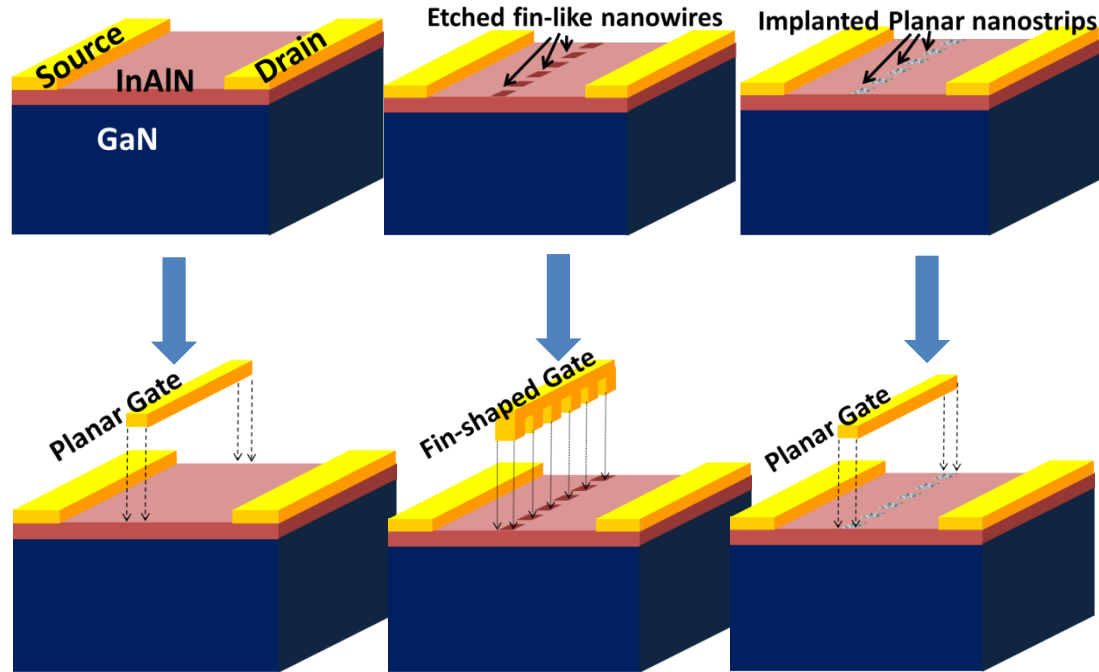 Etched fin-like nanowires
Implanted Planar nanostrips
Source
Drain
InAlN
GaN
Planar Gate
Fin-shaped Gate
Planar Gate